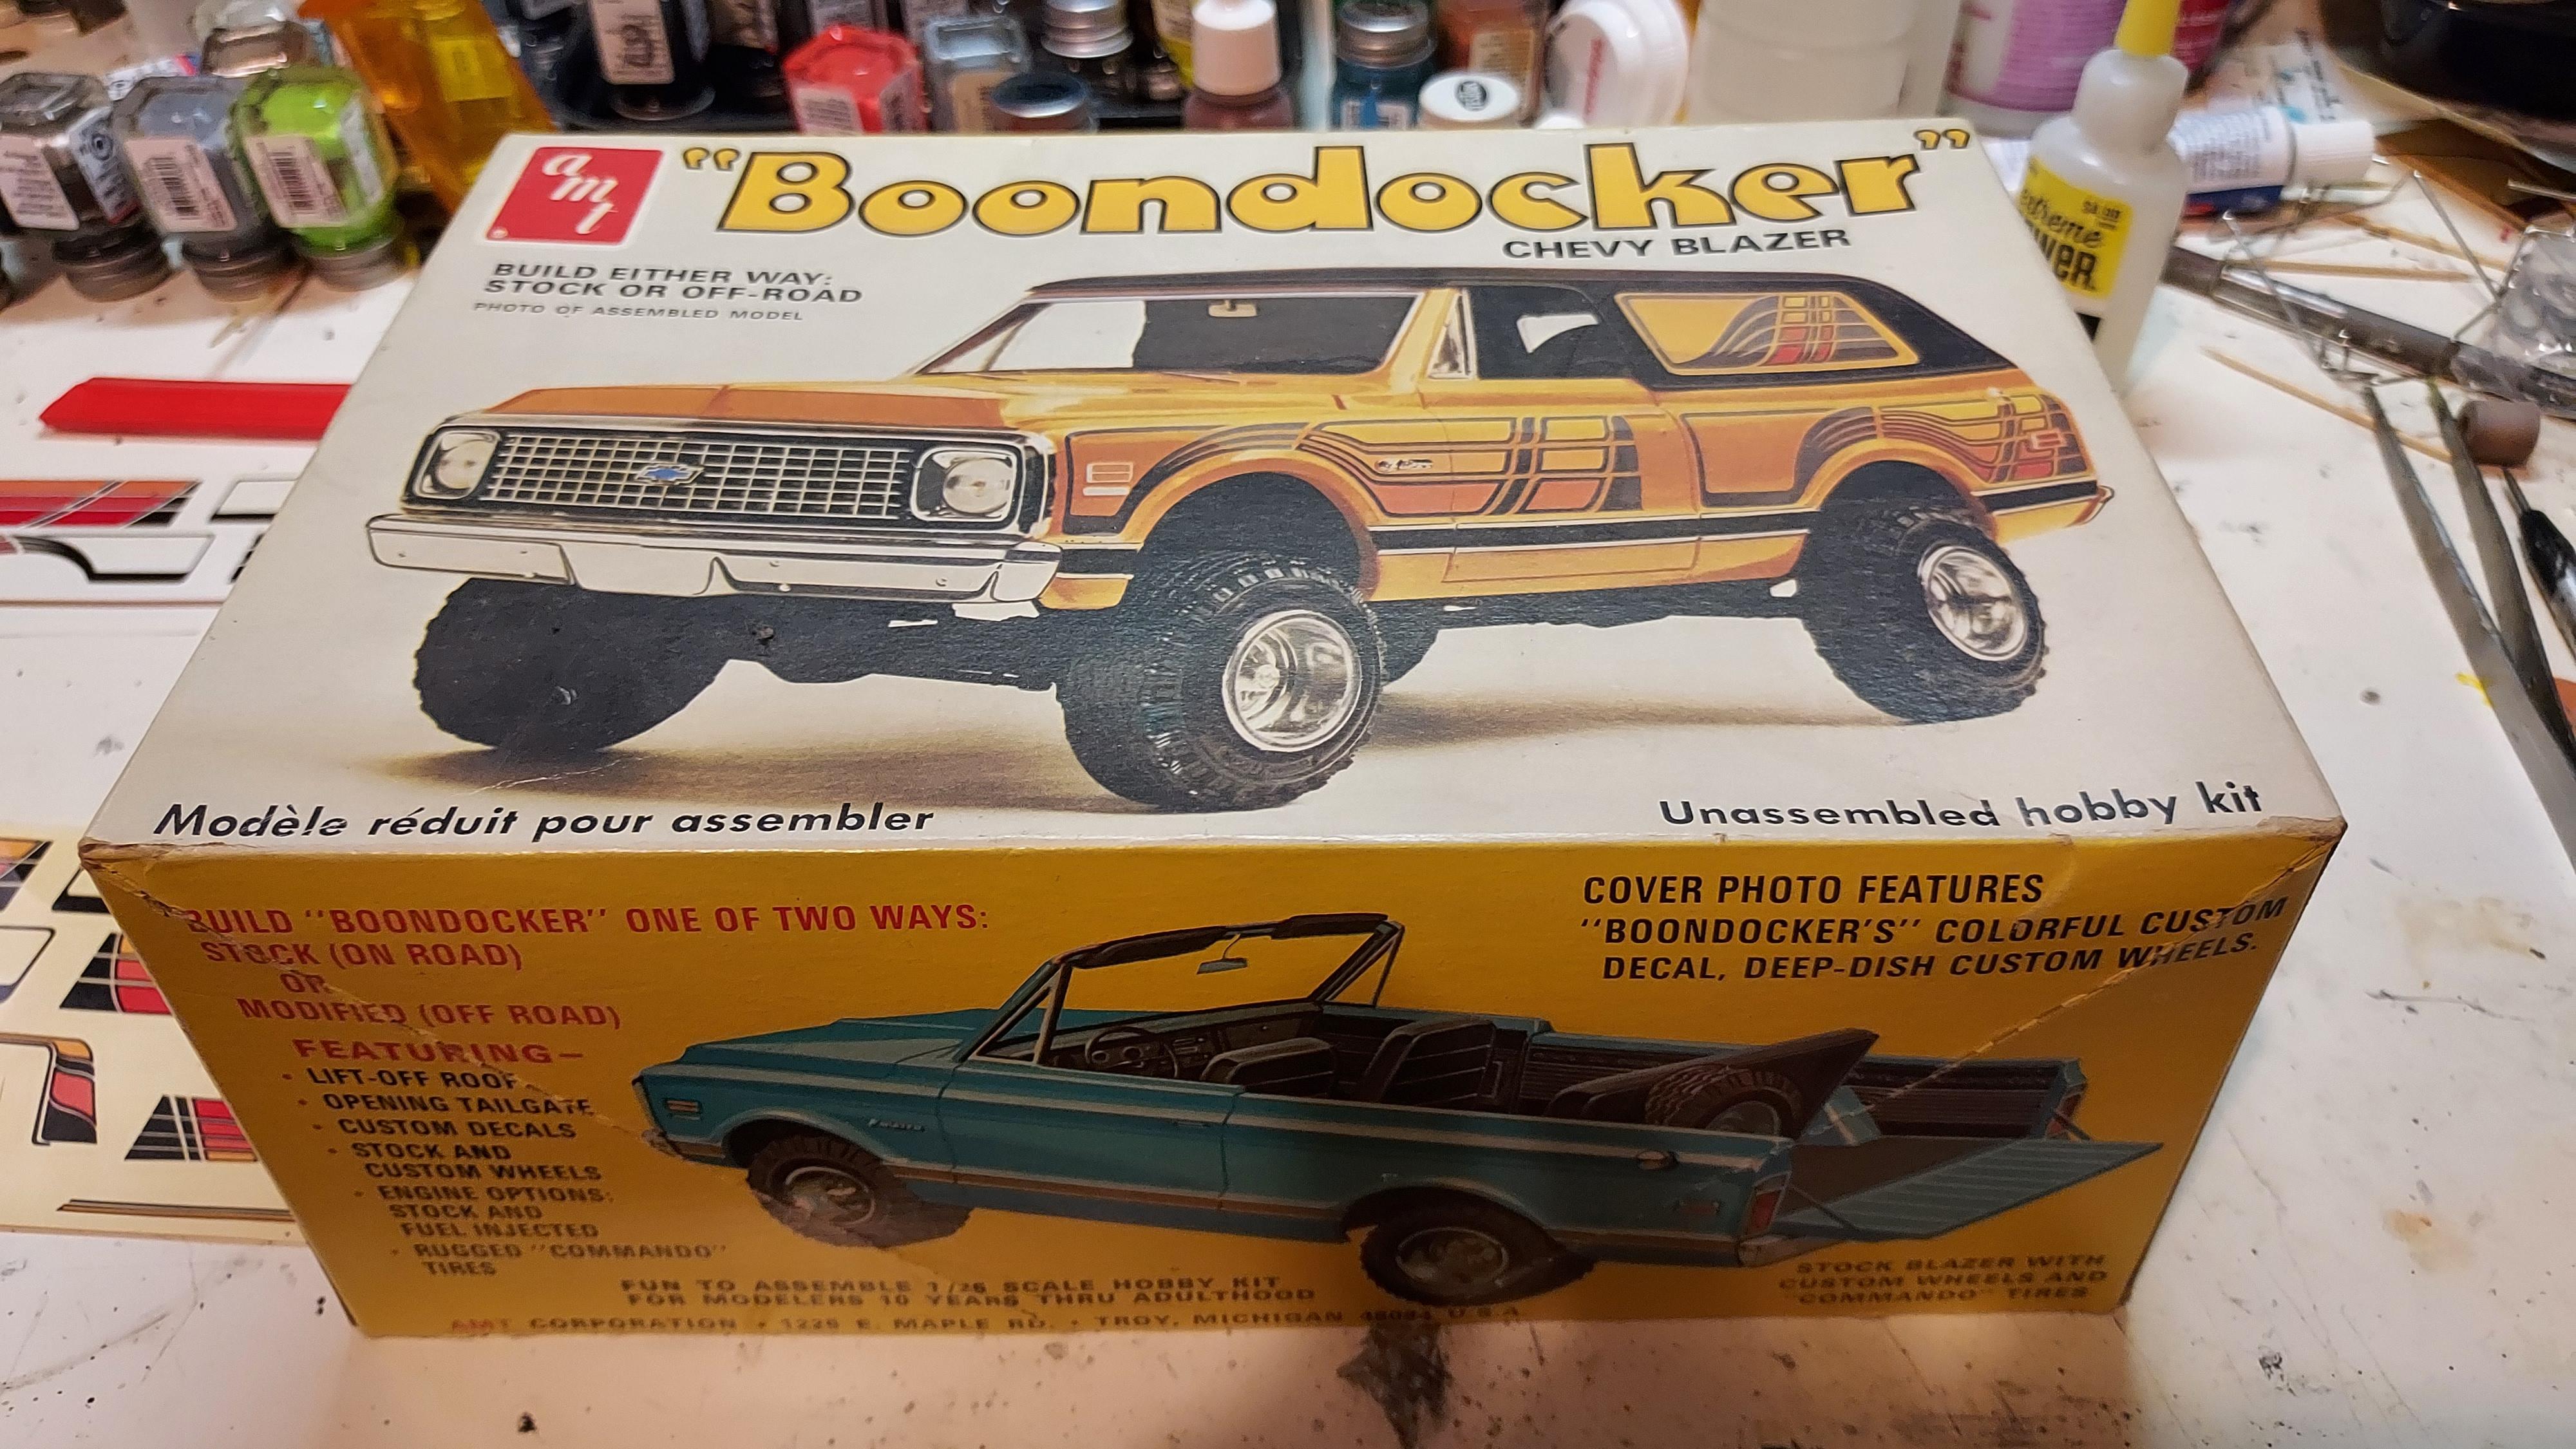 amt
"Boondocker"
CHEVY BLAZER
BUILD EITHER WAY:
STOCK OR OFF-ROAD
PHOTO OF ASSEMBLED MODEL
Modèle réduit pour assembler
Unassembled hobby kit
BUILD "BOONDOCKER" ONE OF TWO WAYS:
STOCK (ON ROAD)
OR
MODIFIED (OFF ROAD)
FEATURING—
• LIFT-OFF ROOF
• OPENING TAILGATE
• CUSTOM DECALS
• STOCK AND
CUSTOM WHEELS
• ENGINE OPTIONS:
STOCK AND
FUEL INJECTED
• RUGGED "COMMANDO"
TIRES
COVER PHOTO FEATURES
"BOONDOCKER'S" COLORFUL CUSTOM
DECAL, DEEP-DISH CUSTOM WHEELS.
STOCK BLAZER WITH
CUSTOM WHEELS AND
"COMMANDO" TIRES
FUN TO ASSEMBLE 1/25 SCALE HOBBY KIT
FOR MODELERS 10 YEARS THRU ADULTHOOD
AMT CORPORATION • 1225 E. MAPLE RD. • TROY, MICHIGAN 48084 U.S.A.